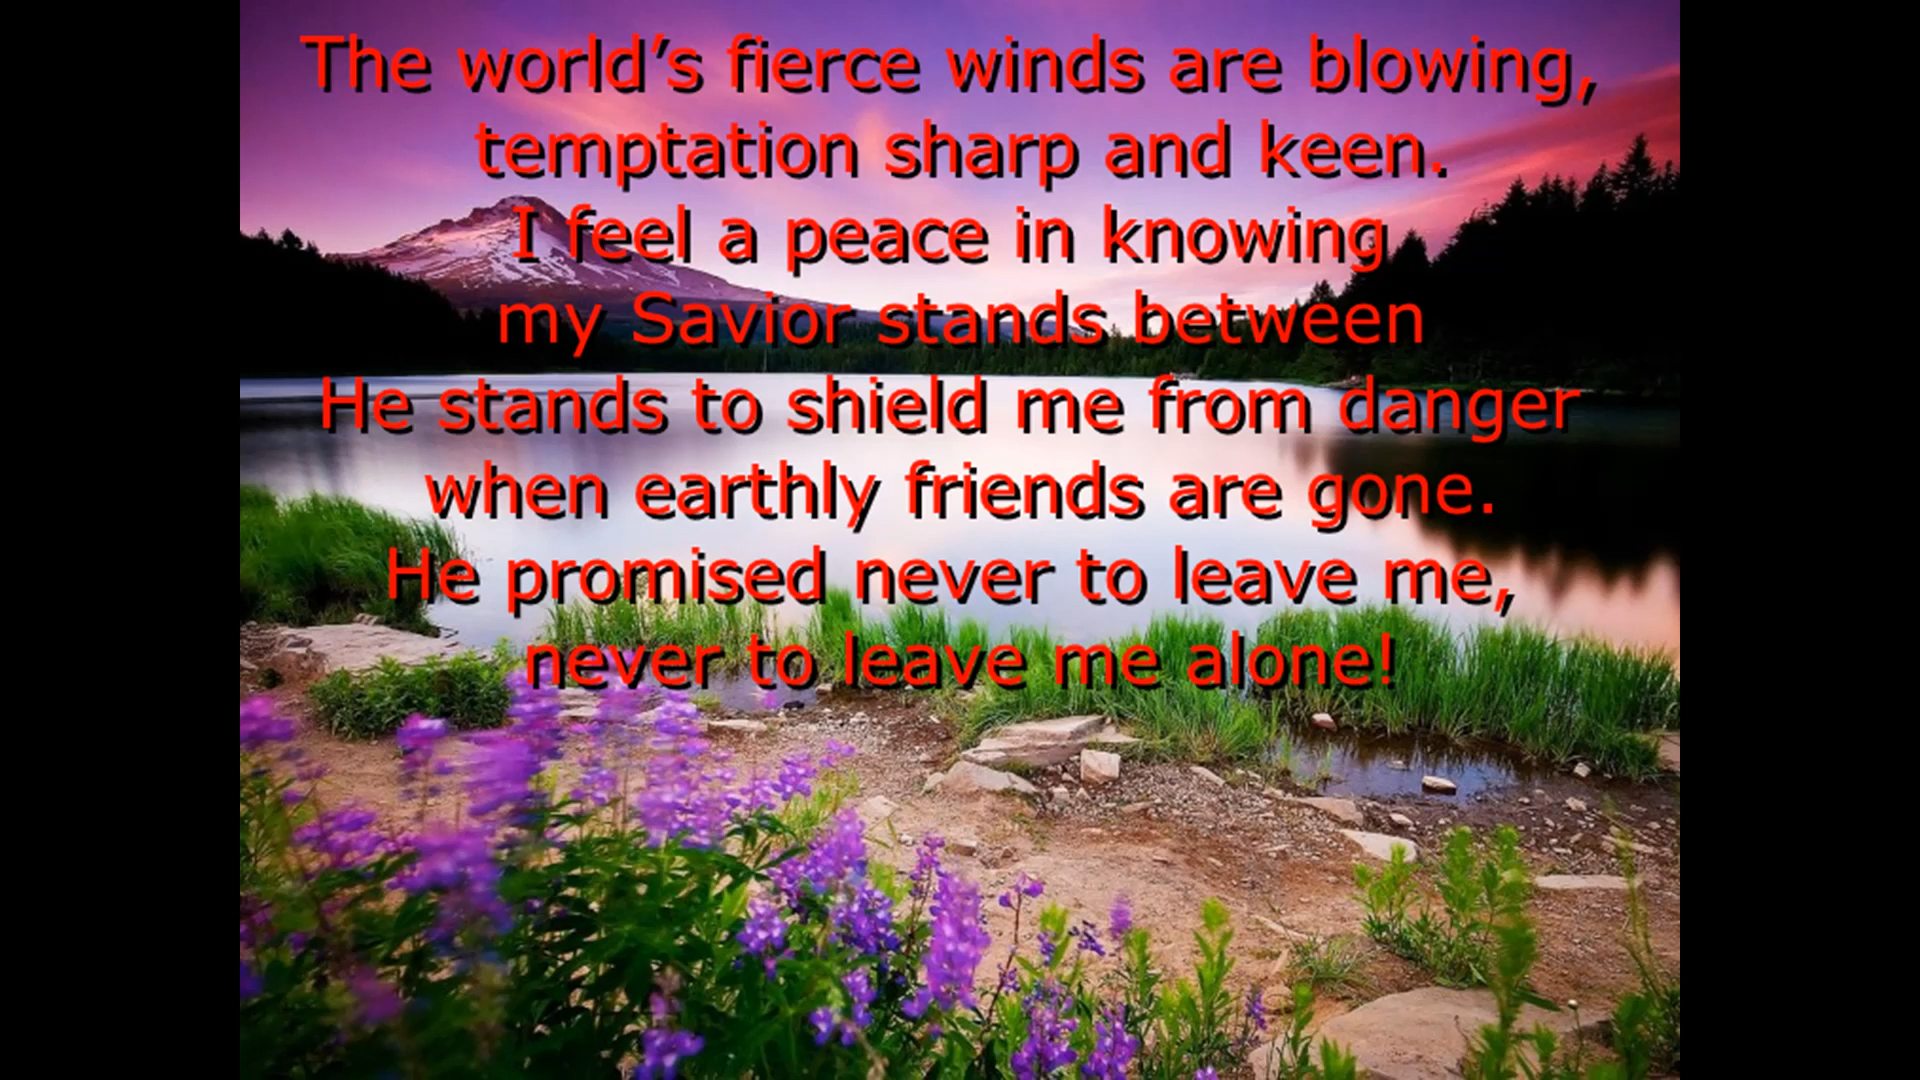 The world’s fierce winds are blowing,
temptation sharp and keen.
I feel a peace in knowing
my Savior stands between
He stands to shield me from danger
when earthly friends are gone.
He promised never to leave me,
never to leave me alone!